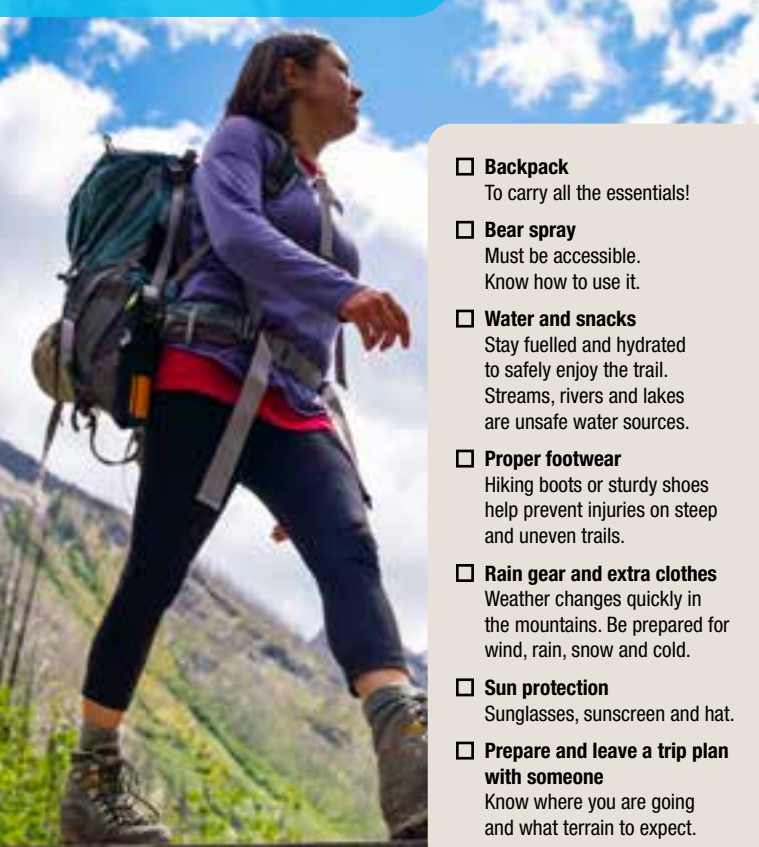 Backpack
To carry all the essentials!
Bear spray
Must be accessible.
Know how to use it.
Water and snacks
Stay fuelled and hydrated
to safely enjoy the trail.
Streams, rivers and lakes
are unsafe water sources.
Proper footwear
Hiking boots or sturdy shoes
help prevent injuries on steep
and uneven trails.
Rain gear and extra clothes
Weather changes quickly in
the mountains. Be prepared for
wind, rain, snow and cold.
Sun protection
Sunglasses, sunscreen and hat.
Prepare and leave a trip plan
with someone
Know where you are going
and what terrain to expect.